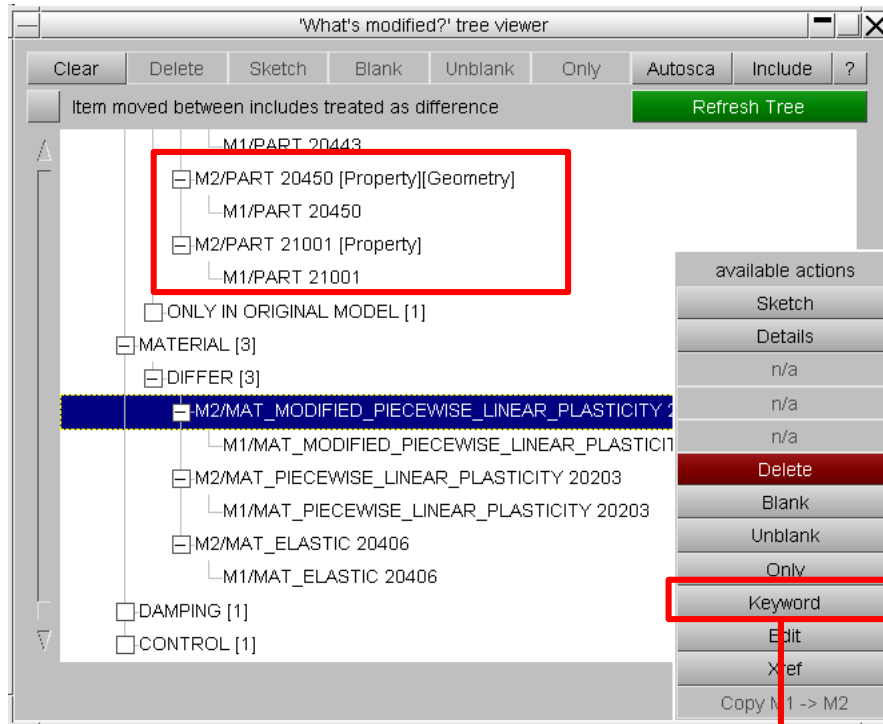 'What's modified?' tree viewer
Clear Delete Sketch Blank Unblank Only Autosca Include ?
Item moved between includes treated as difference Refresh Tree
M1/PART 20443
M2/PART 20450 [Property][Geometry]
M1/PART 20450
M2/PART 21001 [Property]
M1/PART 21001
ONLY IN ORIGINAL MODEL [1]
MATERIAL [3]
DIFFER [3]
M2/MAT_MODIFIED_PIECEWISE_LINEAR_PLASTICITY 2
M1/MAT_MODIFIED_PIECEWISE_LINEAR_PLASTICIT
M2/MAT_PIECEWISE_LINEAR_PLASTICITY 20203
M1/MAT_PIECEWISE_LINEAR_PLASTICITY 20203
M2/MAT_ELASTIC 20406
M1/MAT_ELASTIC 20406
DAMPING [1]
CONTROL [1]
available actions
Sketch
Details
n/a
n/a
n/a
Delete
Blank
Unblank
Only
Keyword
Edit
Xref
Copy M1 -> M2